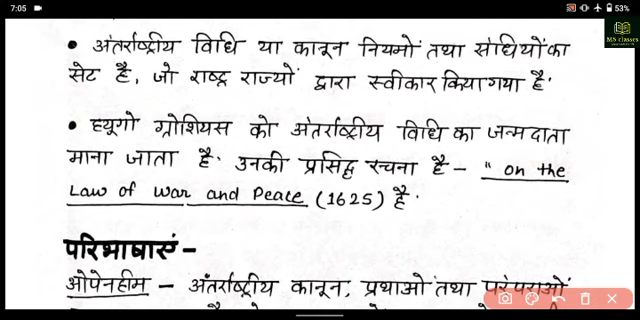 7:05
53%
MS classes
• अंतर्राष्ट्रीय विधि या कानून नियमों तथा संधियों का
सेट है, जो राष्ट्र राज्यों द्वारा स्वीकार किया गया है.
• ह्यूगो ग्रोशियस को अंतर्राष्ट्रीय विधि का जन्मदाता
माना जाता है. उनकी प्रसिद्ध रचना है - "on the
Law of War and Peace (1625) है.
परिभाषाएं -
ओपेनहीम - अंतर्राष्ट्रीय कानून, प्रथाओं तथा परंपराओं